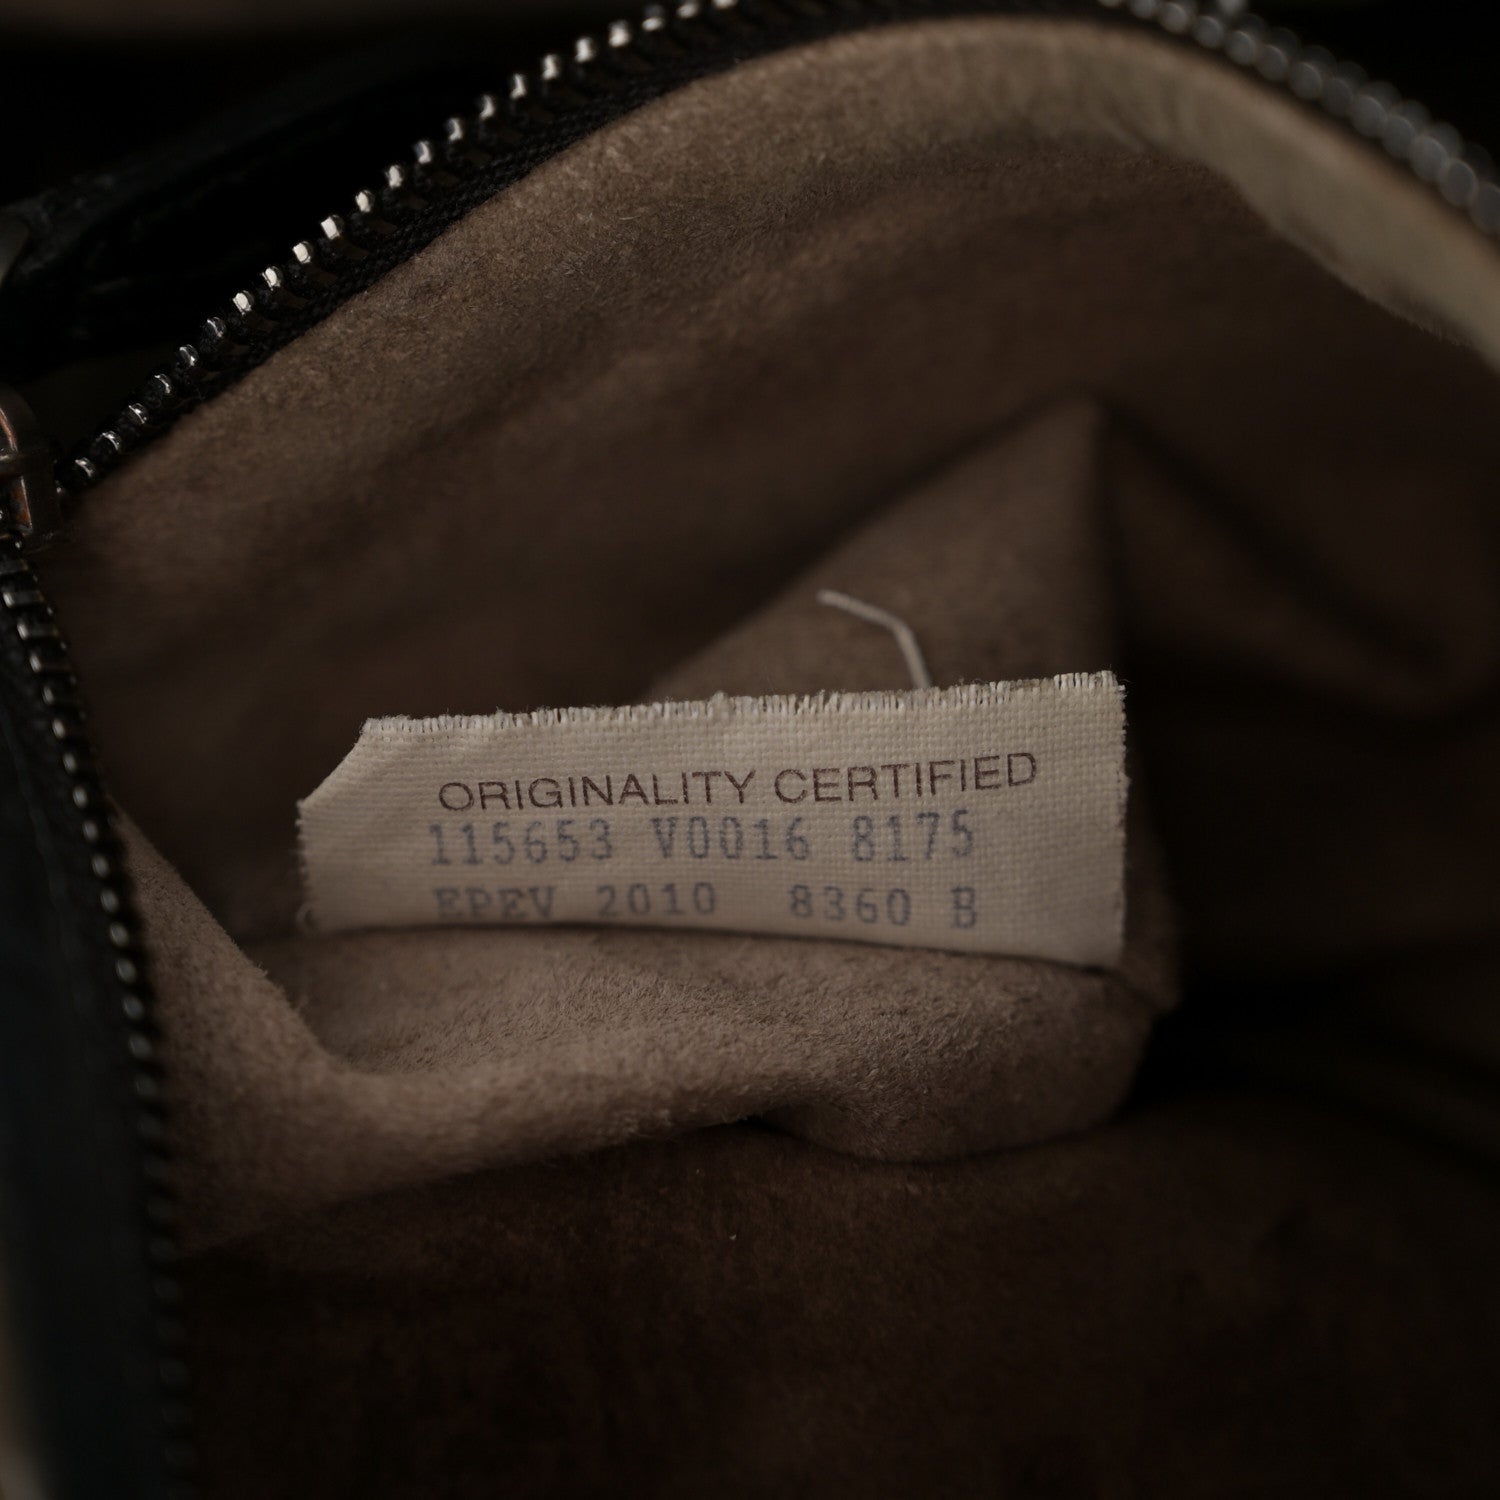 ORIGINALITY CERTIFIED
115653 V0016 8175
EPEV 2010 8360 B